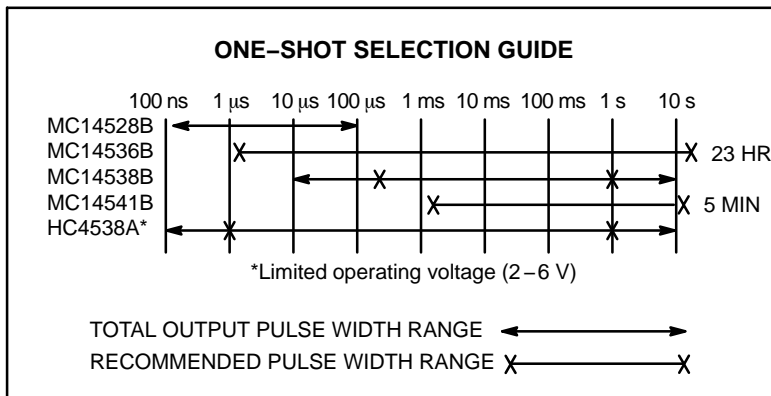 ONE–SHOT SELECTION GUIDE
100 ns 1 µs 10 µs 100 µs 1 ms 10 ms 100 ms 1 s 10 s
MC14528B
MC14536B 23 HR
MC14538B
MC14541B 5 MIN
HC4538A*
*Limited operating voltage (2–6 V)
TOTAL OUTPUT PULSE WIDTH RANGE
RECOMMENDED PULSE WIDTH RANGE